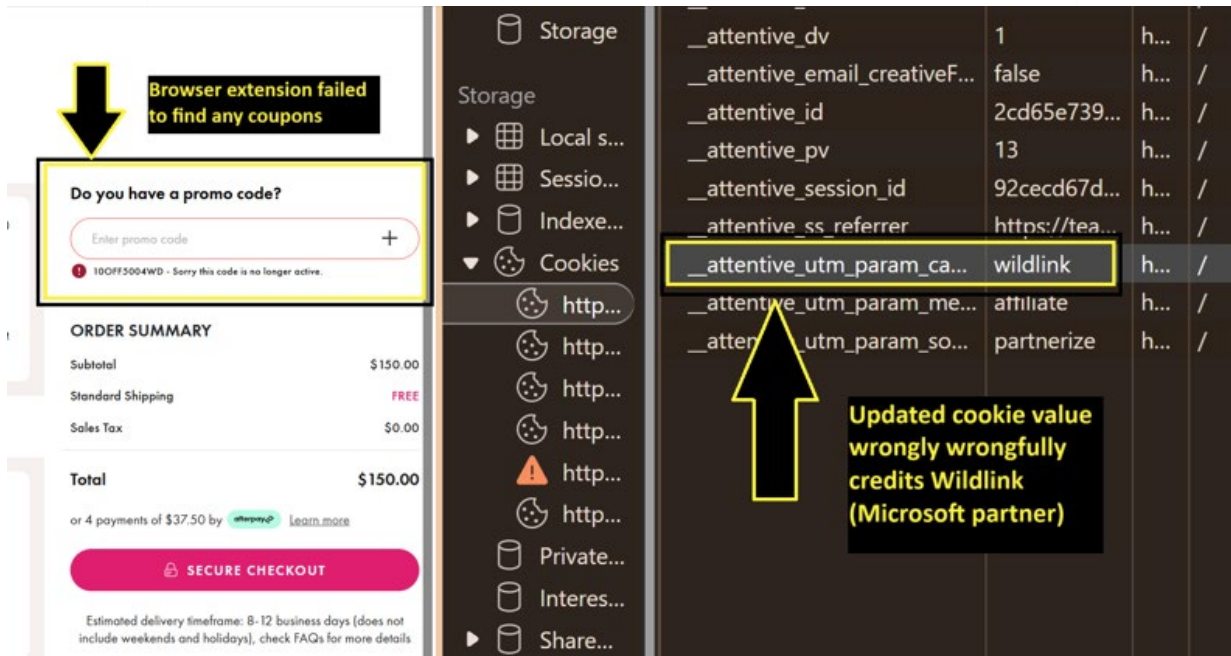 Browser extension failed
to find any coupons
Do you have a promo code?
Enter promo code +
10OFF5004WD - Sorry this code is no longer active.
ORDER SUMMARY
Subtotal $150.00
Standard Shipping FREE
Sales Tax $0.00
Total $150.00
or 4 payments of $37.50 by afterpay Learn more
SECURE CHECKOUT
Estimated delivery timeframe: 8-12 business days (does not
include weekends and holidays), check FAQs for more details
Storage
Storage
Local s...
Sessio...
Indexe...
Cookies
http...
http...
http...
http...
http...
http...
Private...
Interes...
Share...
__attentive_dv 1 h... /
__attentive_email_creativeF... false h... /
__attentive_id 2cd65e739... h... /
__attentive_pv 13 h... /
__attentive_session_id 92cecd67d... h... /
__attentive_ss_referrer https://tea... h... /
__attentive_utm_param_ca... wildlink h... /
__attentive_utm_param_me... affiliate h... /
__attentive_utm_param_so... partnerize h... /
Updated cookie value
wrongly wrongfully
credits Wildlink
(Microsoft partner)